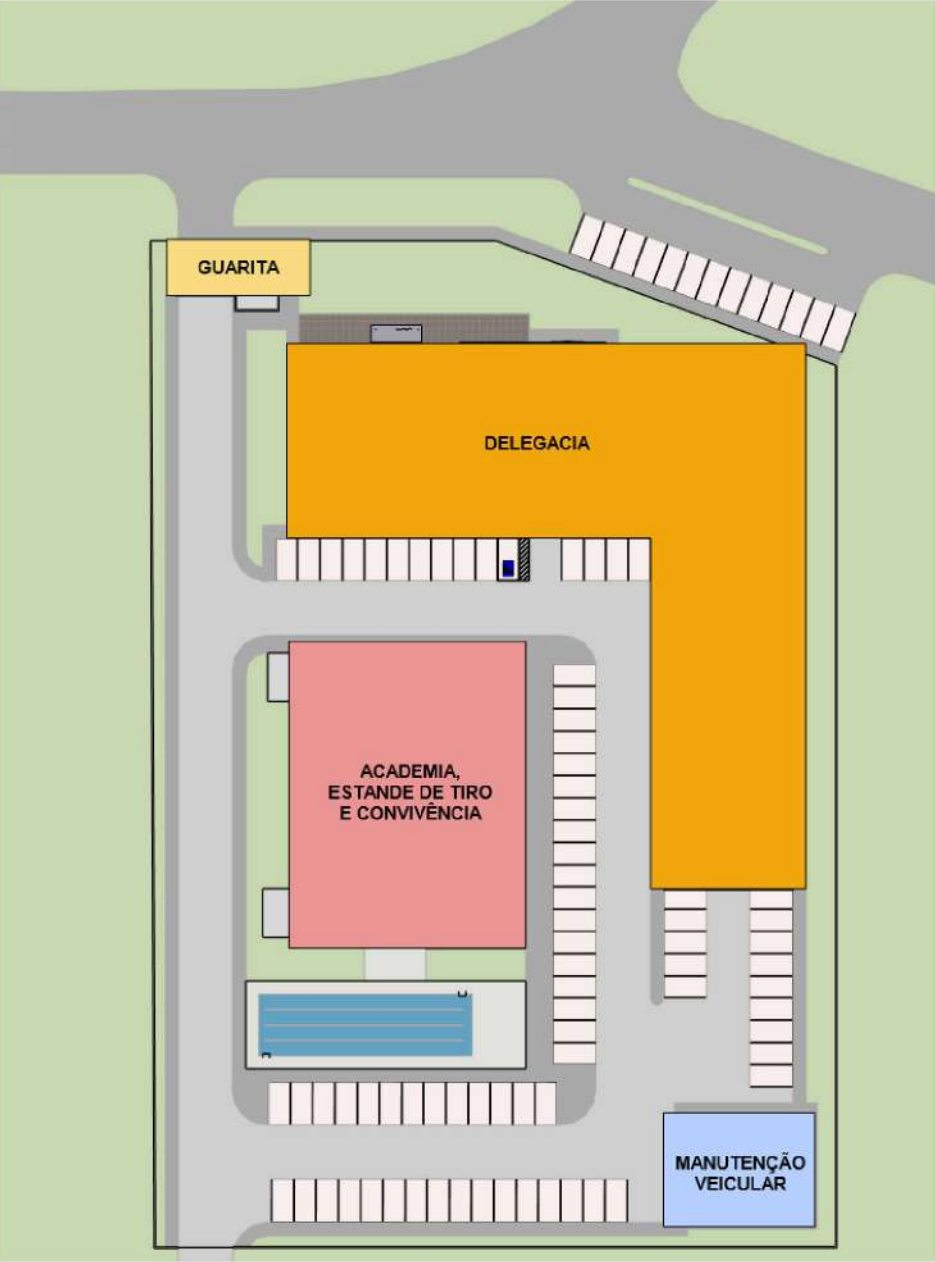 GUARITA
DELEGACIA
ACADEMIA,
ESTANDE DE TIRO
E CONVIVÊNCIA
MANUTENÇÃO
VEICULAR